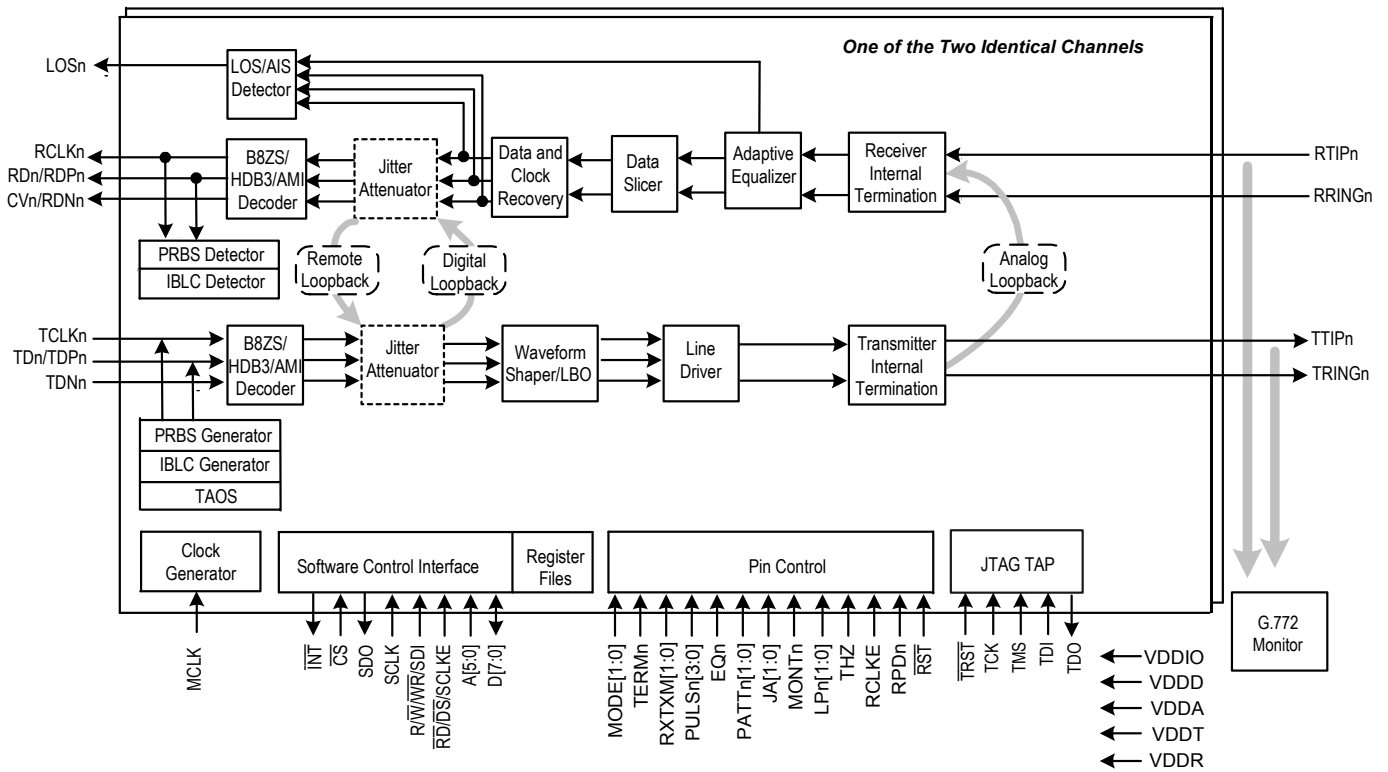 One of the Two Identical Channels
LOSn
LOS/AIS
Detector
RCLKn
RDn/RDPn
CVn/RDNn
B8ZS/
HDB3/AMI
Decoder
Jitter
Attenuator
Data and
Clock
Recovery
Data
Slicer
Adaptive
Equalizer
Receiver
Internal
Termination
RTIPn
RRINGn
PRBS Detector
IBLC Detector
Remote
Loopback
Digital
Loopback
Analog
Loopback
TCLKn
TDn/TDPn
TDNn
B8ZS/
HDB3/AMI
Decoder
Jitter
Attenuator
Waveform
Shaper/LBO
Line
Driver
Transmitter
Internal
Termination
TTIPn
TRINGn
PRBS Generator
IBLC Generator
TAOS
Clock
Generator
Software Control Interface
Register
Files
Pin Control
JTAG TAP
G.772
Monitor
MCLK
INT
CS
SDO
SCLK
R/W/WR/SDI
RD/DS/SCLKE
A[5:0]
D[7:0]
MODE[1:0]
TERMn
RXTXM[1:0]
PULSn[3:0]
EQn
PATTn[1:0]
JA[1:0]
MONTn
LPn[1:0]
THZ
RCLKE
RPDn
RST
TRST
TCK
TMS
TDI
TDO
VDDIO
VDDD
VDDA
VDDT
VDDR